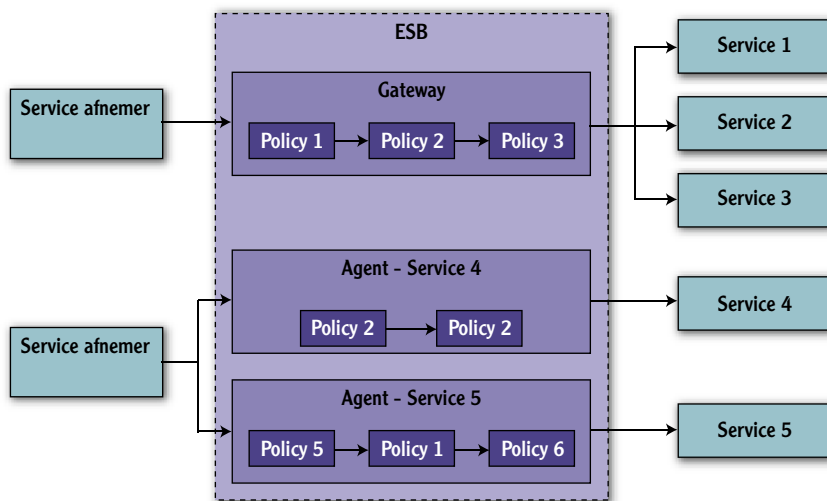 ESB
Service afnemer
Gateway
Policy 1
Policy 2
Policy 3
Service 1
Service 2
Service 3
Service afnemer
Agent - Service 4
Policy 2
Policy 2
Service 4
Agent - Service 5
Policy 5
Policy 1
Policy 6
Service 5